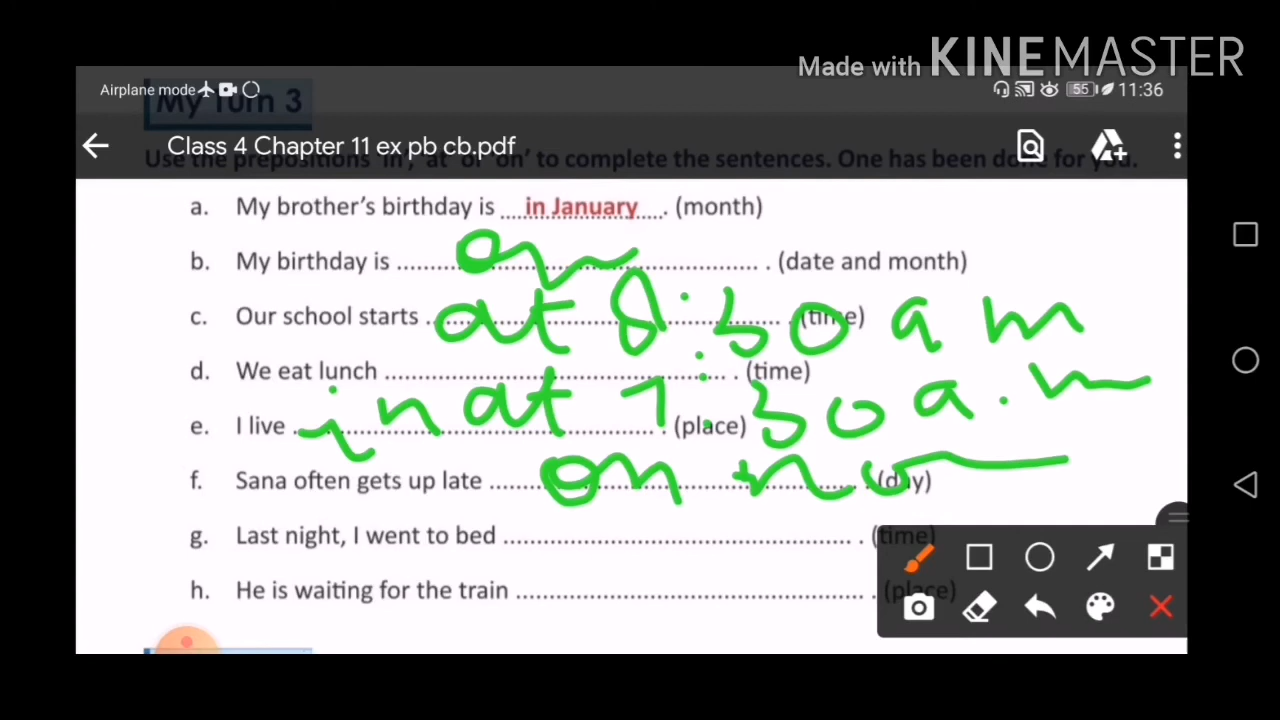 Made with KINEMASTER
Airplane mode 55 11:36
My Turn 3
Class 4 Chapter 11 ex pb cb.pdf
Use the prepositions 'in', 'at' or 'on' to complete the sentences. One has been done for you.
a. My brother's birthday is ...in January.... (month)
b. My birthday is .......... . (date and month)
on
c. Our school starts .......... . (time)
at 8:30 a m
d. We eat lunch .......... . (time)
at 1:30 a.m
e. I live .......... . (place)
in
f. Sana often gets up late .......... . (day)
on
g. Last night, I went to bed .......... . (time)
h. He is waiting for the train .......... . (place)